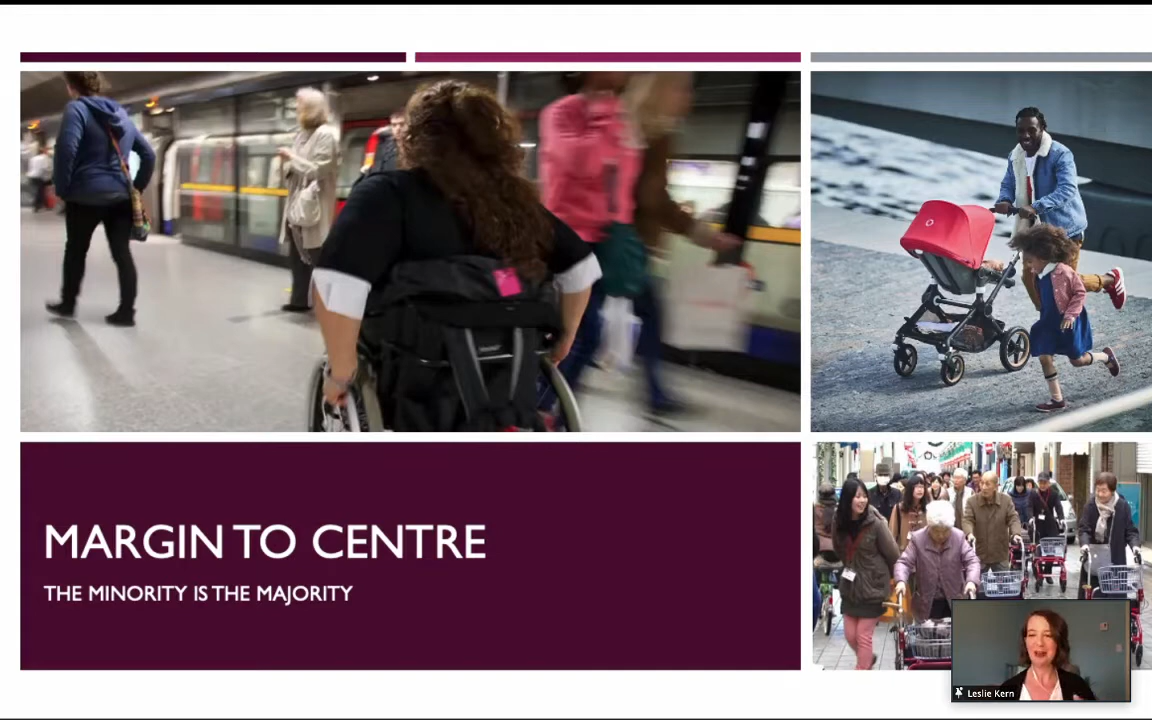 MARGIN TO CENTRE
THE MINORITY IS THE MAJORITY
Leslie Kern